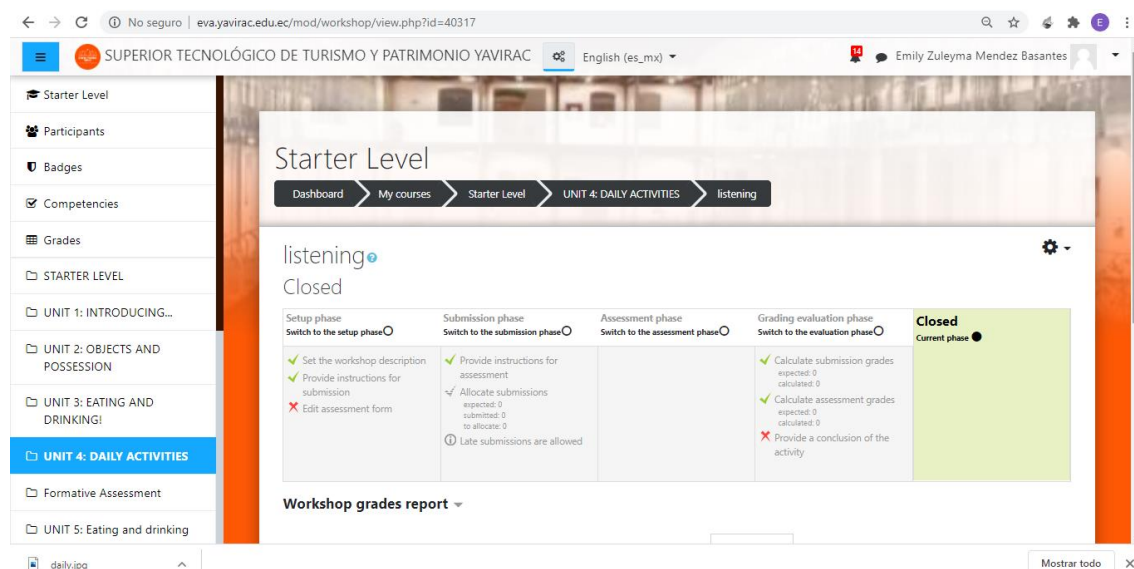 No seguro | eva.yavirac.edu.ec/mod/workshop/view.php?id=40317
E
SUPERIOR TECNOLÓGICO DE TURISMO Y PATRIMONIO YAVIRAC
English (es_mx)
14
Emily Zuleyma Mendez Basantes
Starter Level
Participants
Badges
Competencies
Grades
STARTER LEVEL
UNIT 1: INTRODUCING...
UNIT 2: OBJECTS AND
POSSESSION
UNIT 3: EATING AND
DRINKING!
UNIT 4: DAILY ACTIVITIES
Formative Assessment
UNIT 5: Eating and drinking
Starter Level
Dashboard
My courses
Starter Level
UNIT 4: DAILY ACTIVITIES
listening
listening
Closed
Setup phase
Switch to the setup phase
Set the workshop description
Provide instructions for
submission
Edit assessment form
Submission phase
Switch to the submission phase
Provide instructions for
assessment
Allocate submissions
expected: 0
submitted: 0
to allocate: 0
Late submissions are allowed
Assessment phase
Switch to the assessment phase
Grading evaluation phase
Switch to the evaluation phase
Calculate submission grades
expected: 0
calculated: 0
Calculate assessment grades
expected: 0
calculated: 0
Provide a conclusion of the
activity
Closed
Current phase
Workshop grades report
daily.jpg
Mostrar todo